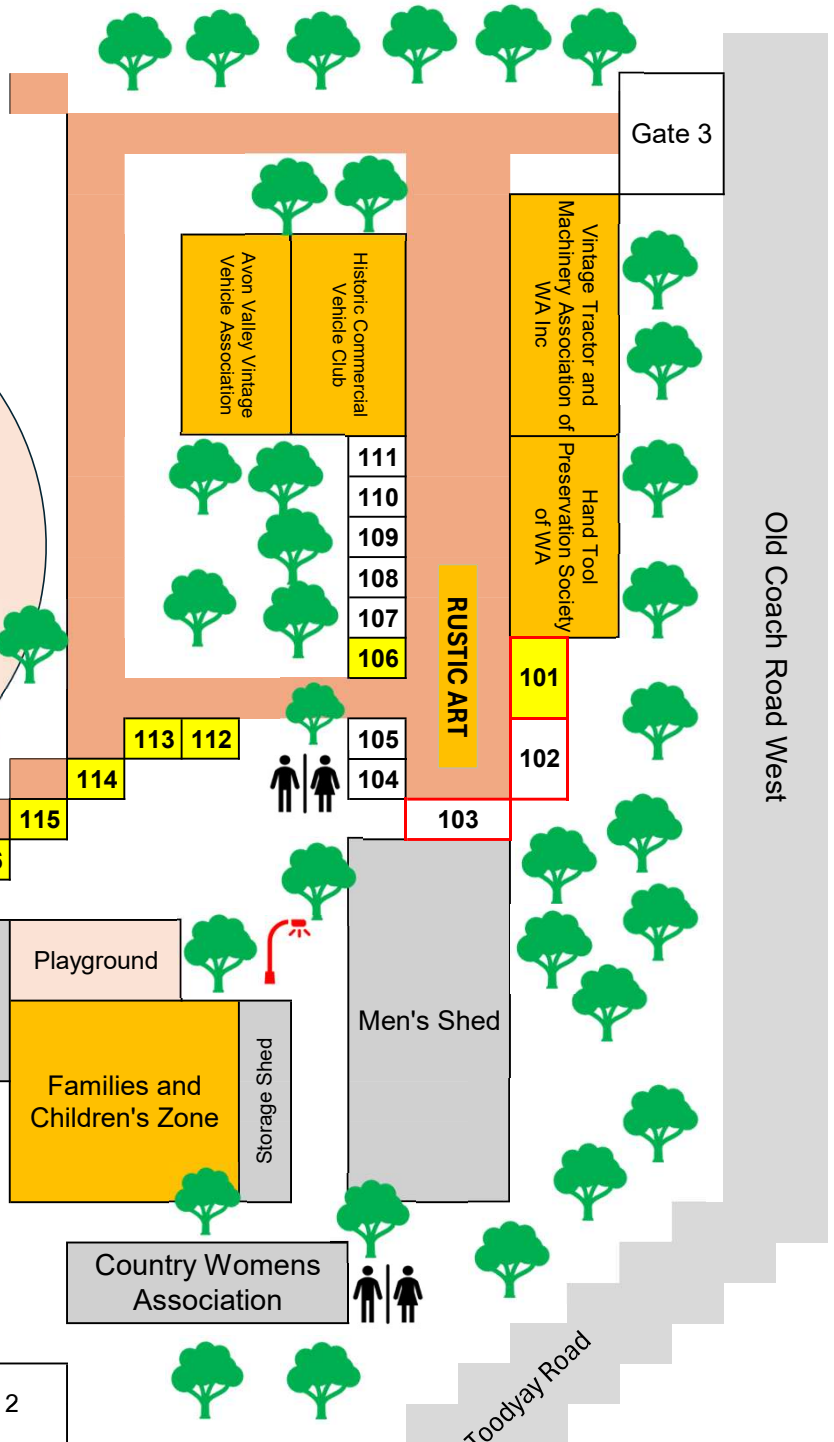 Gate 3
Vintage Tractor and
Machinery Association of
WA Inc
Avon Valley Vintage
Vehicle Association
Historic Commercial
Vehicle Club
111
110
109
108
107
106
Hand Tool
Preservation Society
of WA
Old Coach Road West
RUSTIC ART
101
102
113
112
105
114
104
115
103
Playground
Men's Shed
Families and
Children's Zone
Storage Shed
Country Womens
Association
Toodyay Road
2